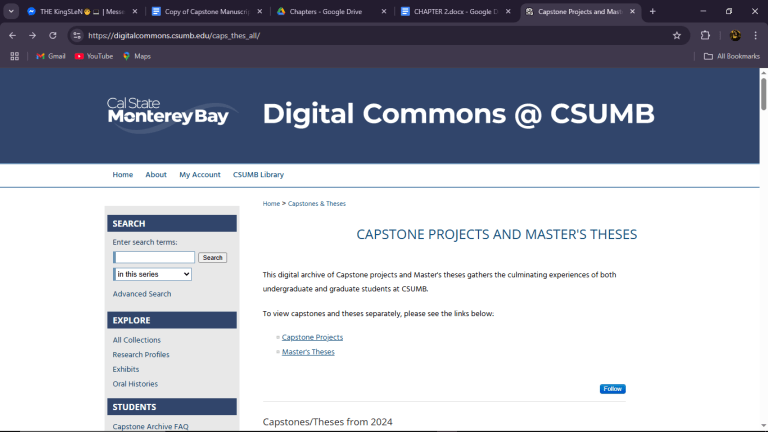 THE KingSLeN | Messe
Copy of Capstone Manuscrip
Chapters - Google Drive
CHAPTER 2.docx - Google D
Capstone Projects and Mast
https://digitalcommons.csumb.edu/caps_thes_all/
Gmail
YouTube
Maps
All Bookmarks
Cal State
Monterey Bay
Digital Commons @ CSUMB
Home About My Account CSUMB Library
Home > Capstones & Theses
SEARCH
Enter search terms:
Search
in this series
Advanced Search
EXPLORE
All Collections
Research Profiles
Exhibits
Oral Histories
STUDENTS
Capstone Archive FAQ
CAPSTONE PROJECTS AND MASTER'S THESES
This digital archive of Capstone projects and Master's theses gathers the culminating experiences of both
undergraduate and graduate students at CSUMB.
To view capstones and theses separately, please see the links below:
Capstone Projects
Master's Theses
Follow
Capstones/Theses from 2024